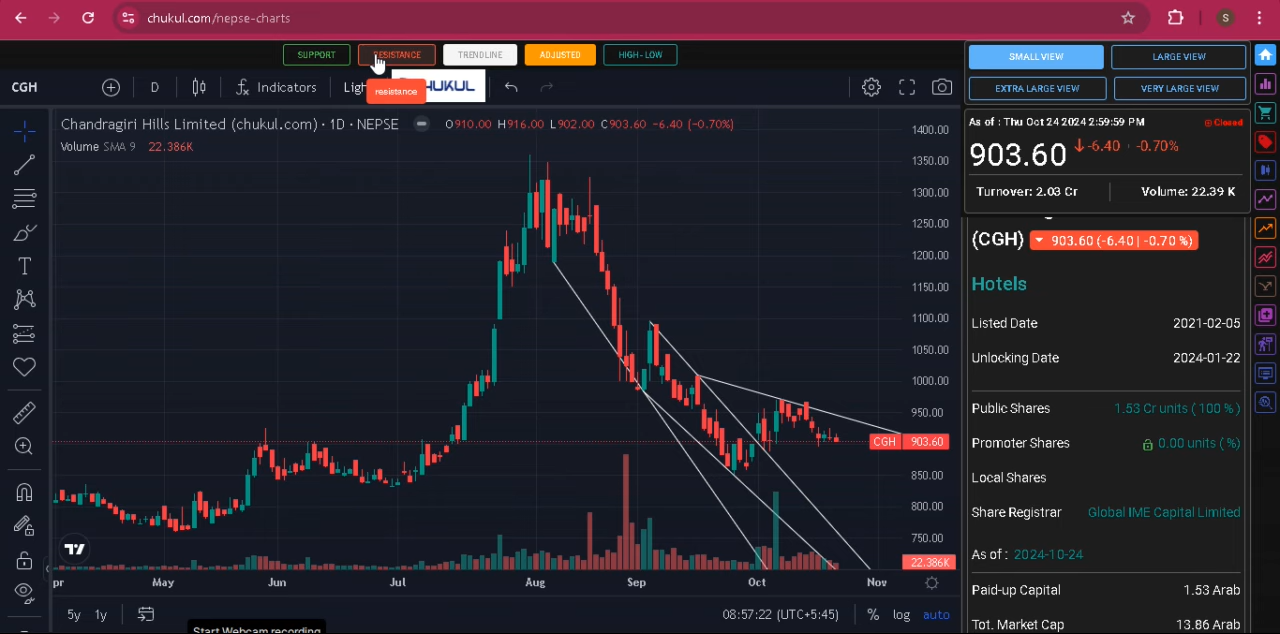 chukul.com/nepse-charts
S
SUPPORT
RESISTANCE
TRENDLINE
ADJUSTED
HIGH-LOW
SMALL VIEW
LARGE VIEW
EXTRA LARGE VIEW
VERY LARGE VIEW
CGH
D
Indicators
Ligh
resistance
HUKUL
Chandragiri Hills Limited (chukul.com) · 1D · NEPSE
O910.00 H916.00 L902.00 C903.60 -6.40 (-0.70%)
Volume SMA 9 22.386K
1400.00
1350.00
1300.00
1250.00
1200.00
1150.00
1100.00
1050.00
1000.00
950.00
CGH 903.60
850.00
800.00
750.00
22.386K
pr May Jun Jul Aug Sep Oct Nov
5y 1y
08:57:22 (UTC+5:45)
% log auto
Start Webcam recording
As of : Thu Oct 24 2024 2:59:59 PM
Closed
903.60 -6.40 -0.70%
Turnover: 2.03 Cr
Volume: 22.39 K
(CGH) 903.60 (-6.40 | -0.70 %)
Hotels
Listed Date 2021-02-05
Unlocking Date 2024-01-22
Public Shares 1.53 Cr units ( 100 % )
Promoter Shares 0.00 units ( %)
Local Shares
Share Registrar Global IME Capital Limited
As of : 2024-10-24
Paid-up Capital 1.53 Arab
Tot. Market Cap 13.86 Arab